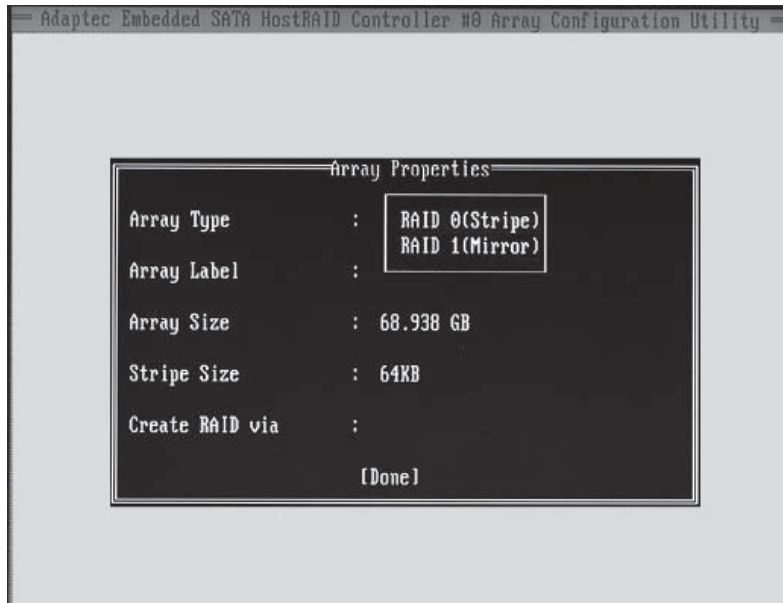 Adaptec Embedded SATA HostRAID Controller #0 Array Configuration Utility
Array Properties
Array Type : RAID 0(Stripe)
RAID 1(Mirror)
Array Label :
Array Size : 68.938 GB
Stripe Size : 64KB
Create RAID via :
[Done]